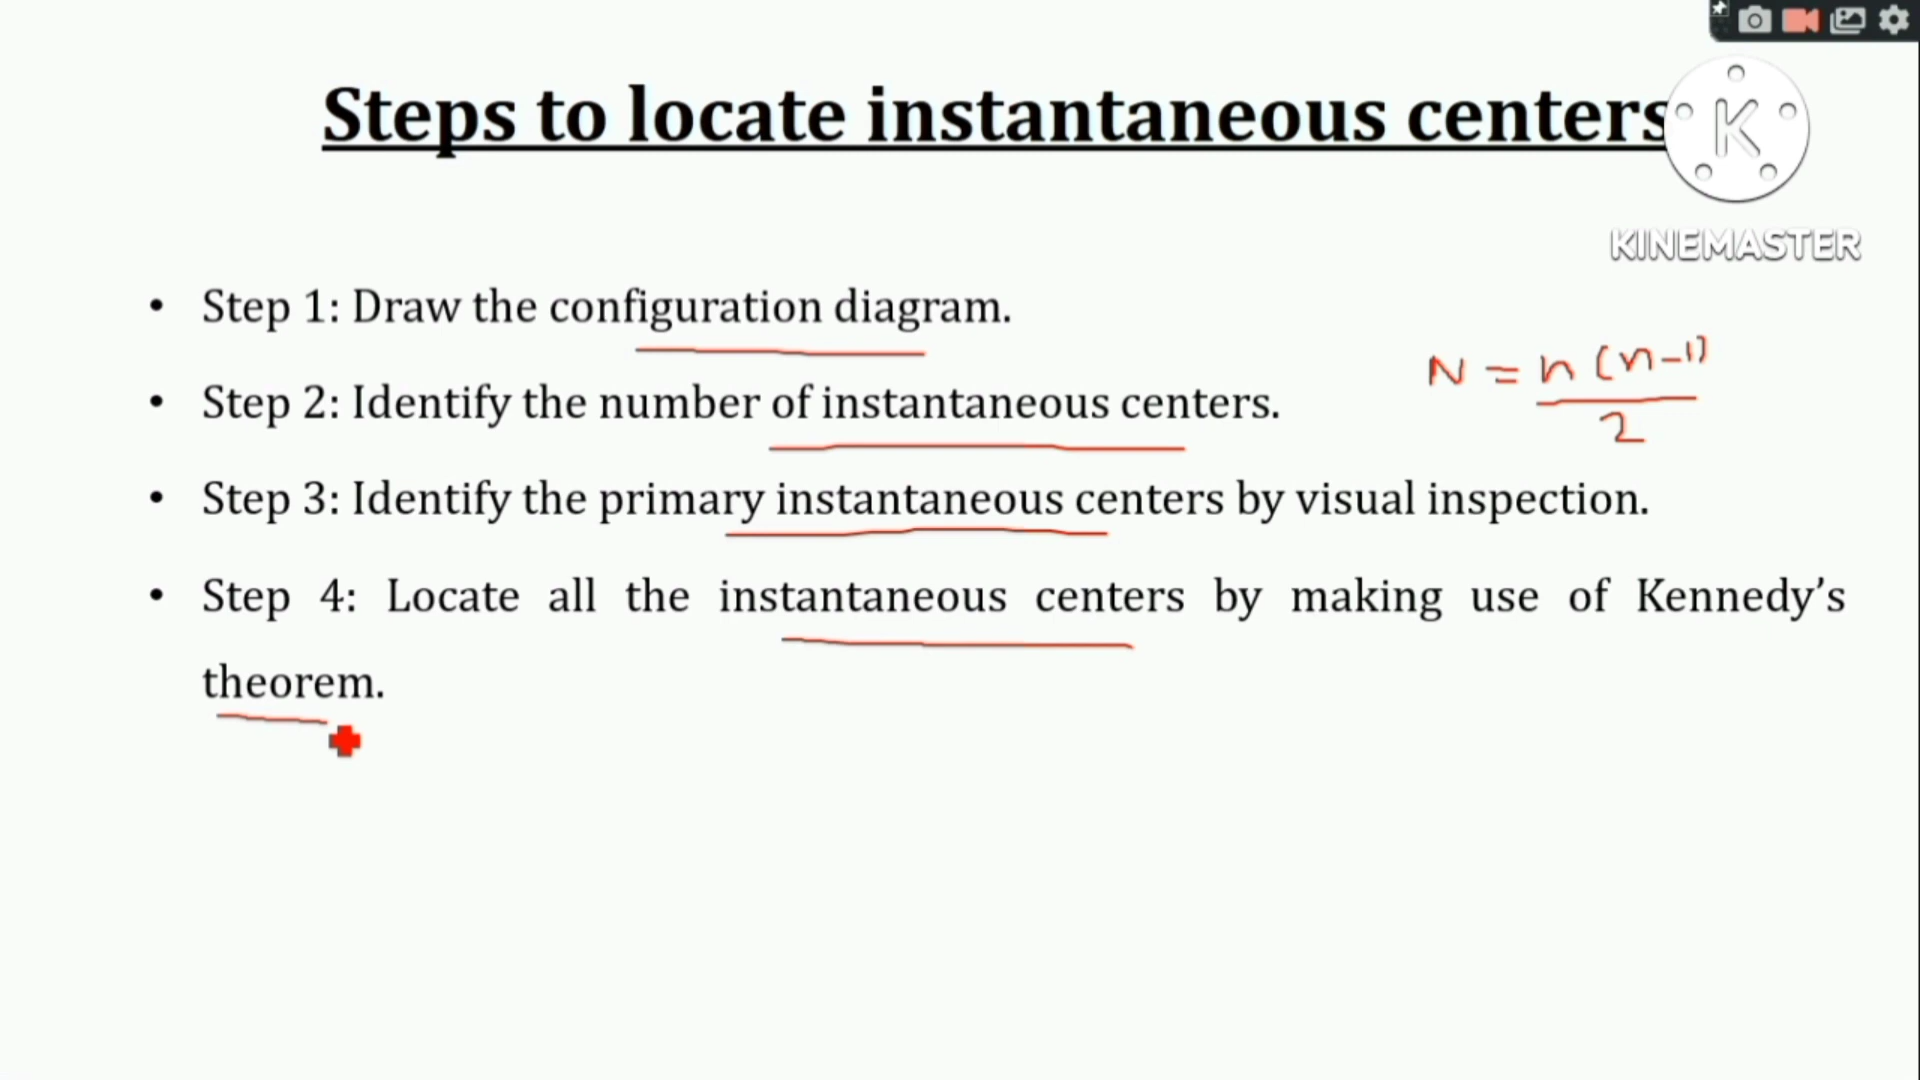 Steps to locate instantaneous centers
K
KINEMASTER
• Step 1: Draw the configuration diagram.
N = n(n-1)
2
• Step 2: Identify the number of instantaneous centers.
• Step 3: Identify the primary instantaneous centers by visual inspection.
• Step 4: Locate all the instantaneous centers by making use of Kennedy’s
theorem.